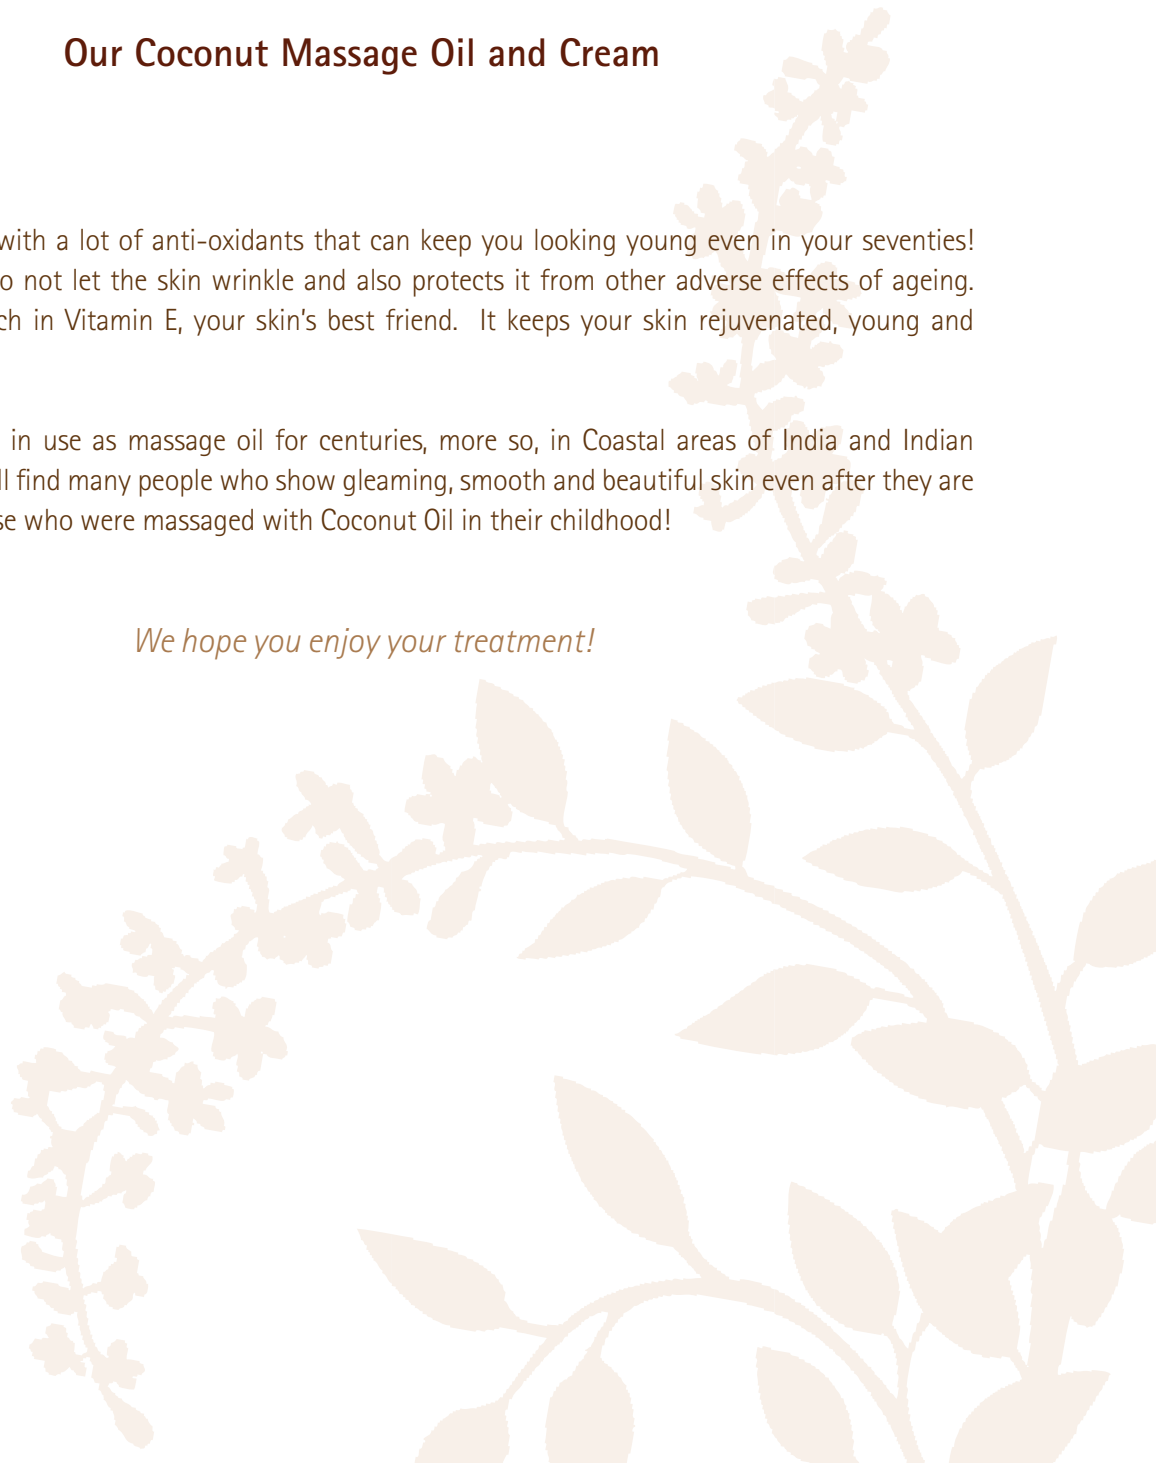 Our Coconut Massage Oil and Cream
with a lot of anti-oxidants that can keep you looking young even in your seventies!
not let the skin wrinkle and also protects it from other adverse effects of ageing.
in Vitamin E, your skin's best friend. It keeps your skin rejuvenated, young and
in use as massage oil for centuries, more so, in Coastal areas of India and Indian
find many people who show gleaming, smooth and beautiful skin even after they are
who were massaged with Coconut Oil in their childhood!
We hope you enjoy your treatment!